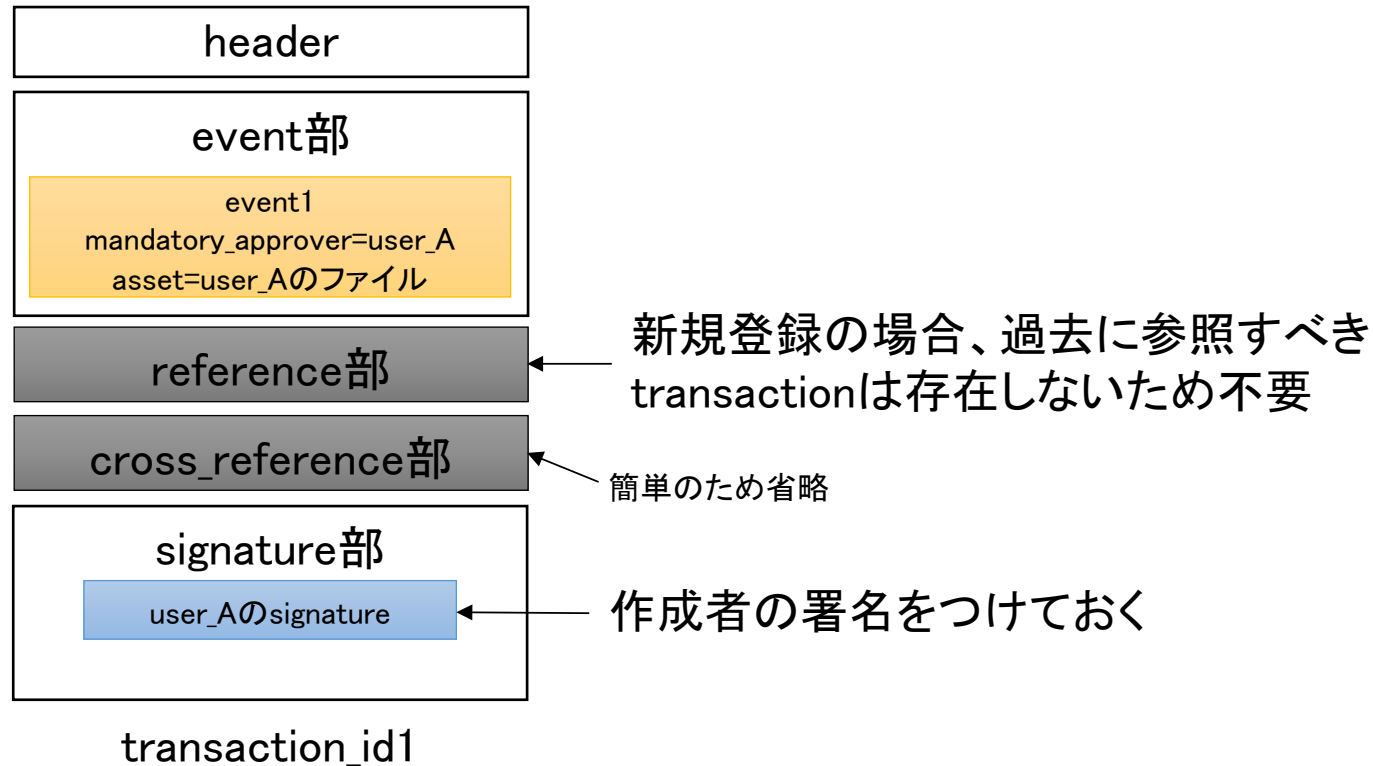 header
event部
event1
mandatory_approver=user_A
asset=user_Aのファイル
reference部
新規登録の場合、過去に参照すべき
transactionは存在しないため不要
cross_reference部
簡単のため省略
signature部
user_Aのsignature
作成者の署名をつけておく
transaction_id1